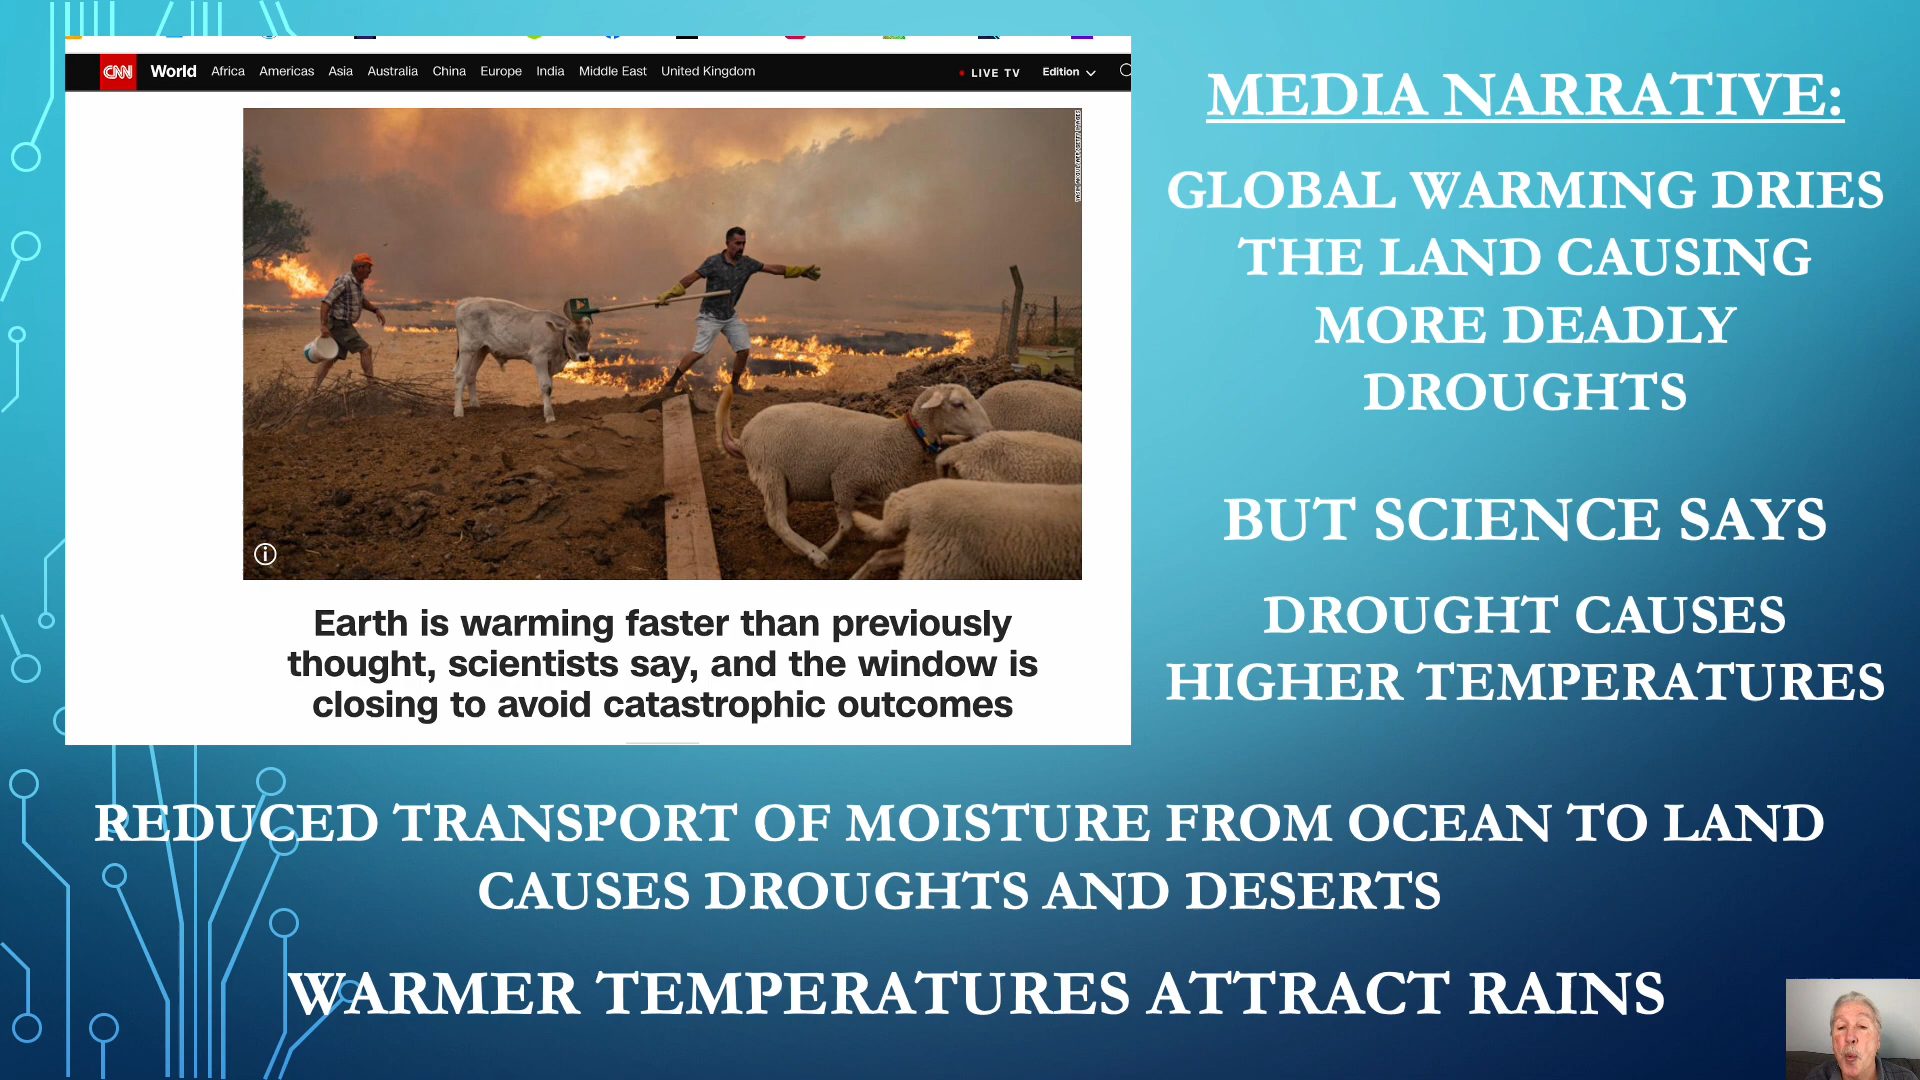 CNN World Africa Americas Asia Australia China Europe India Middle East United Kingdom LIVE TV Edition
Earth is warming faster than previously
thought, scientists say, and the window is
closing to avoid catastrophic outcomes
MEDIA NARRATIVE:
GLOBAL WARMING DRIES
THE LAND CAUSING
MORE DEADLY
DROUGHTS
BUT SCIENCE SAYS
DROUGHT CAUSES
HIGHER TEMPERATURES
REDUCED TRANSPORT OF MOISTURE FROM OCEAN TO LAND
CAUSES DROUGHTS AND DESERTS
WARMER TEMPERATURES ATTRACT RAINS